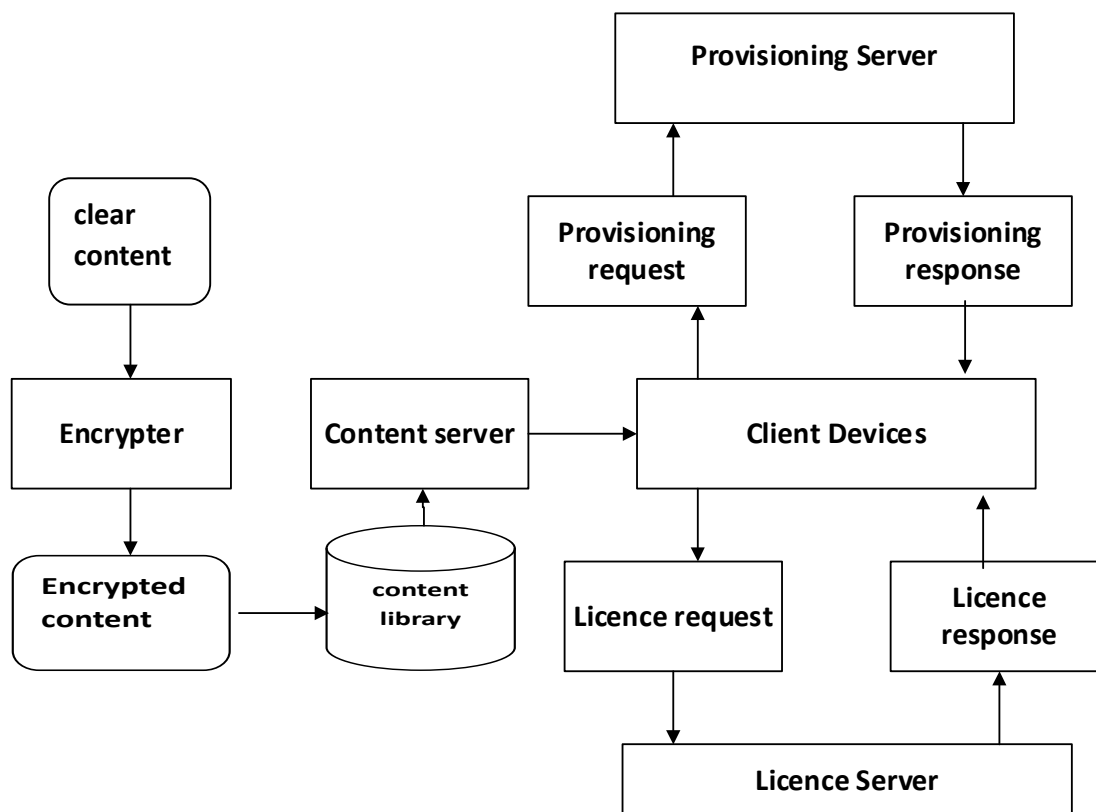 Provisioning Server
clear
content
Provisioning
request
Provisioning
response
Encrypter
Content server
Client Devices
Encrypted
content
content
library
Licence request
Licence
response
Licence Server